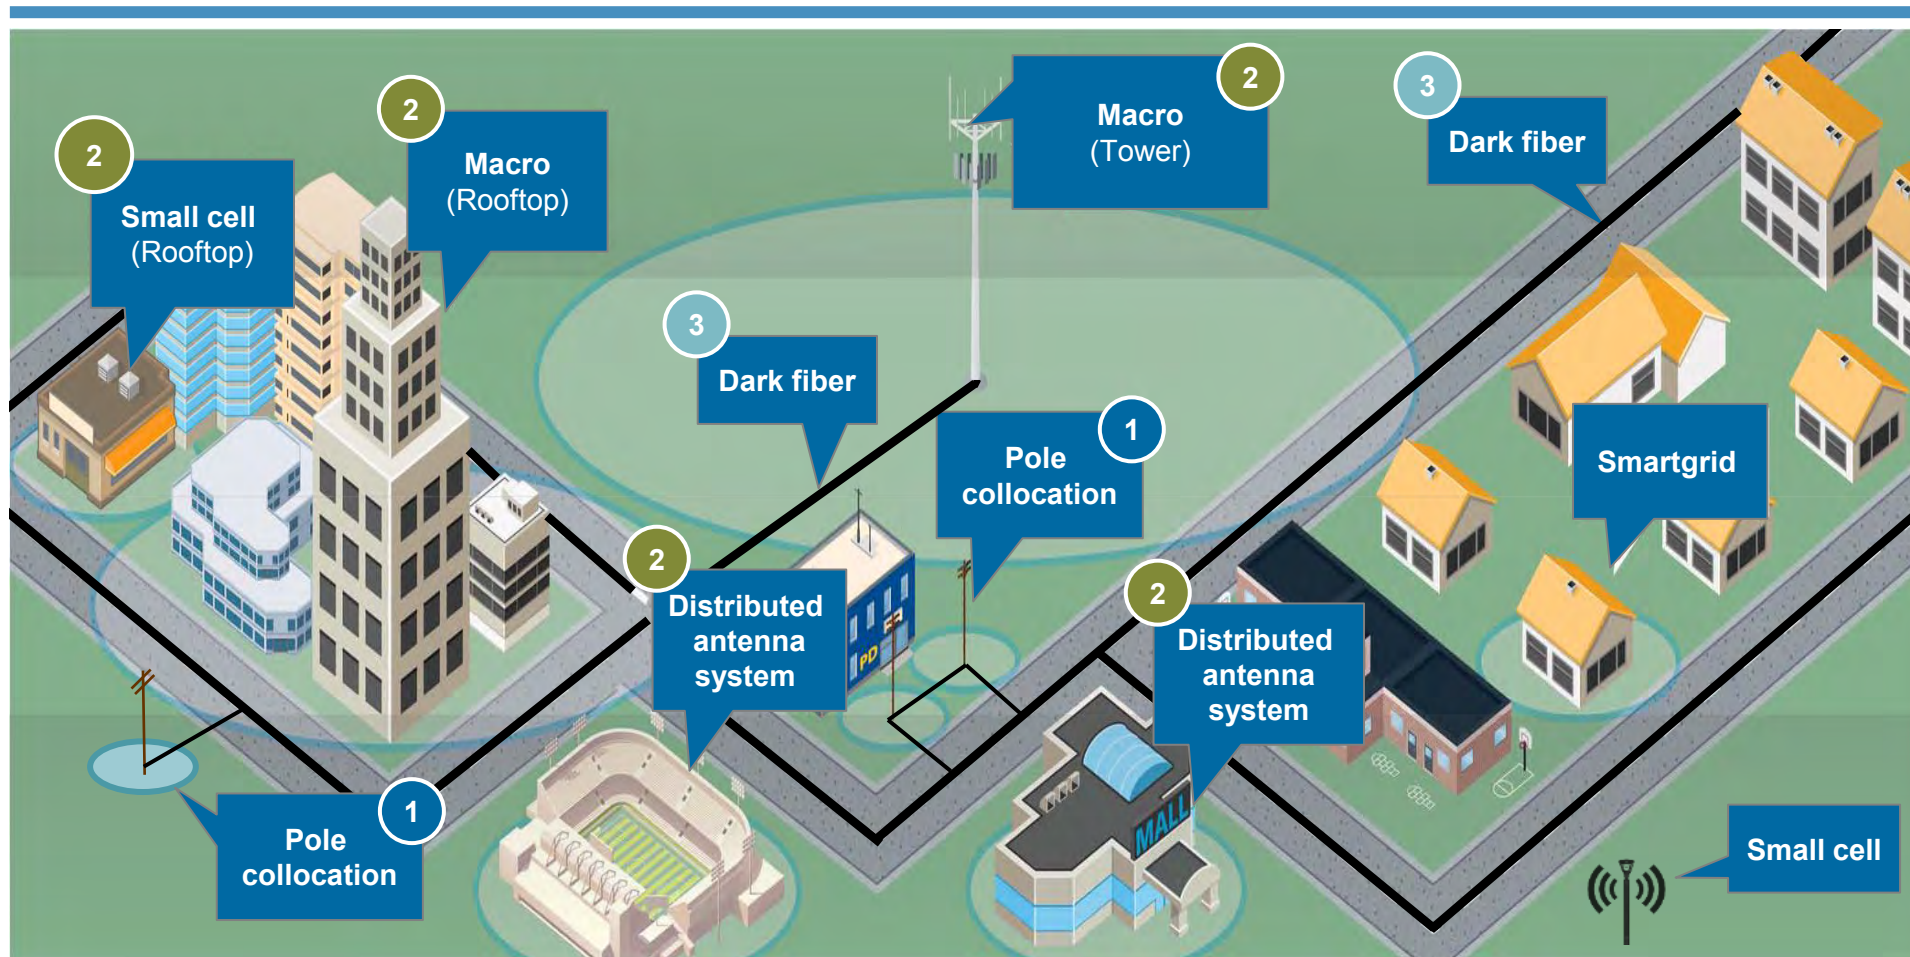 2
Small cell
(Rooftop)
2
Macro
(Rooftop)
2
Macro
(Tower)
3
Dark fiber
3
Dark fiber
1
Pole
collocation
Smartgrid
2
Distributed
antenna
system
PD
2
Distributed
antenna
system
MALL
1
Pole
collocation
Small cell